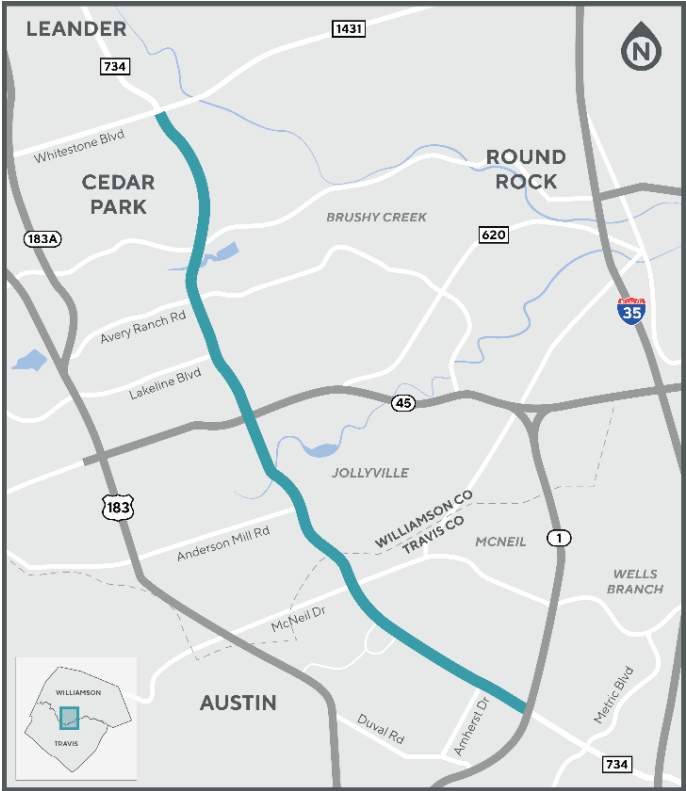 LEANDER
1431
N
734
Whitestone Blvd
CEDAR
PARK
ROUND
ROCK
BRUSHY CREEK
183A
620
35
Avery Ranch Rd
Lakeline Blvd
45
JOLLYVILLE
183
WILLIAMSON CO
TRAVIS CO
Anderson Mill Rd
MCNEIL
1
WELLS
BRANCH
McNeil Dr
WILLIAMSON
TRAVIS
AUSTIN
Duval Rd
Amherst Dr
Metric Blvd
734